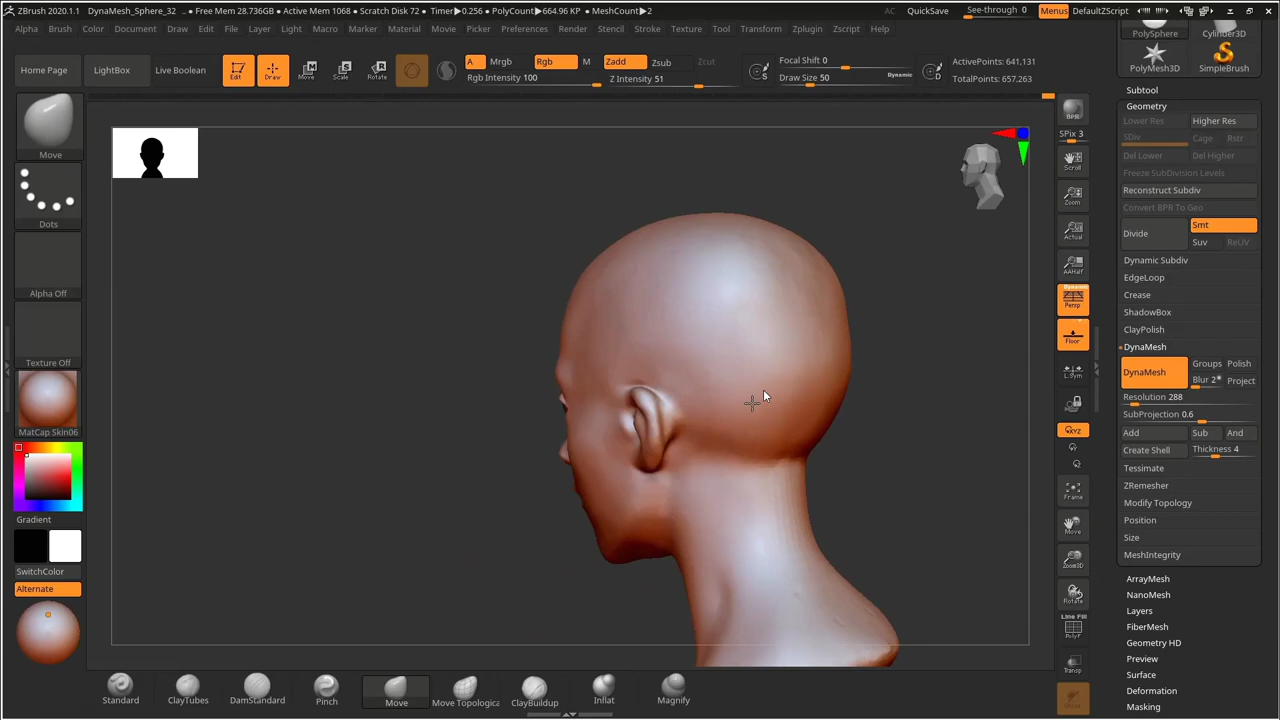 ZBrush 2020.1.1 DynaMesh_Sphere_32 .. • Free Mem 28.736GB • Active Mem 1068 • Scratch Disk 72 • Timer▶0.256 • PolyCount▶664.96 KP • MeshCount▶2 AC QuickSave See-through 0 Menus DefaultZScript
Alpha Brush Color Document Draw Edit File Layer Light Macro Marker Material Movie Picker Preferences Render Stencil Stroke Texture Tool Transform Zplugin Zscript Help
Home Page LightBox Live Boolean
Edit Draw Move Scale Rotate
A Mrgb Rgb M Zadd Zsub Zcut
Rgb Intensity 100 Z Intensity 51
Focal Shift 0
Draw Size 50 Dynamic
S D
ActivePoints: 641,131
TotalPoints: 657.263
Move
Dots
Alpha Off
Texture Off
MatCap Skin06
Gradient
SwitchColor
Alternate
BPR
SPix 3
Scroll
Zoom
Actual
AAHalf
Dynamic
Persp
Floor
L.Sym
XYZ
Frame
Move
Zoom3D
Rotate
Line Fill
PolyF
Transp
PolySphere Cylinder3D
PolyMesh3D SimpleBrush
Subtool
Geometry
Lower Res Higher Res
SDiv Cage Rstr
Del Lower Del Higher
Freeze SubDivision Levels
Reconstruct Subdiv
Convert BPR To Geo
Divide Smt
Suv ReUV
Dynamic Subdiv
EdgeLoop
Crease
ShadowBox
ClayPolish
DynaMesh
DynaMesh Groups Polish
Blur 2 Project
Resolution 288
SubProjection 0.6
Add Sub And
Create Shell Thickness 4
Tessimate
ZRemesher
Modify Topology
Position
Size
MeshIntegrity
ArrayMesh
NanoMesh
Layers
FiberMesh
Geometry HD
Preview
Surface
Deformation
Masking
Standard ClayTubes DamStandard Pinch Move Move Topologica ClayBuildup Inflat Magnify